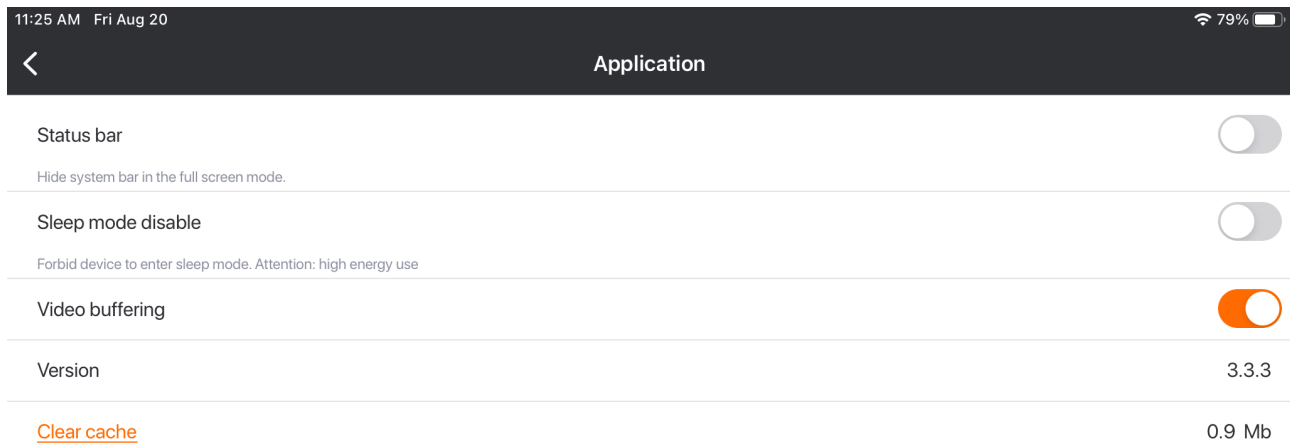 11:25 AM Fri Aug 20 79%
Application
Status bar
Hide system bar in the full screen mode.
Sleep mode disable
Forbid device to enter sleep mode. Attention: high energy use
Video buffering
Version 3.3.3
Clear cache 0.9 Mb